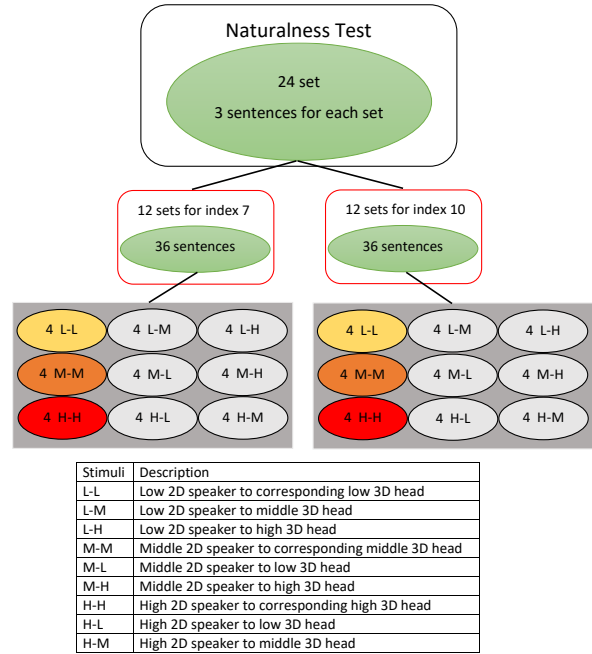 Naturalness Test
24 set
3 sentences for each set
12 sets for index 7
36 sentences
12 sets for index 10
36 sentences
4 L-L 4 L-M 4 L-H
4 M-M 4 M-L 4 M-H
4 H-H 4 H-L 4 H-M
4 L-L 4 L-M 4 L-H
4 M-M 4 M-L 4 M-H
4 H-H 4 H-L 4 H-M
Stimuli Description
L-L Low 2D speaker to corresponding low 3D head
L-M Low 2D speaker to middle 3D head
L-H Low 2D speaker to high 3D head
M-M Middle 2D speaker to corresponding middle 3D head
M-L Middle 2D speaker to low 3D head
M-H Middle 2D speaker to high 3D head
H-H High 2D speaker to corresponding high 3D head
H-L High 2D speaker to low 3D head
H-M High 2D speaker to middle 3D head